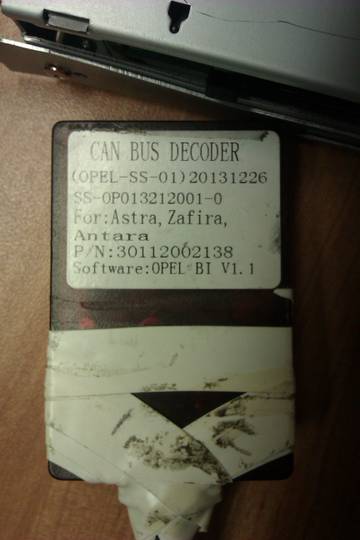 CAN BUS DECODER
(OPEL-SS-01)20131226
SS-OP013212001-0
For:Astra,Zafira,
Antara
P/N:30112002138
Software:OPEL BI V1.1